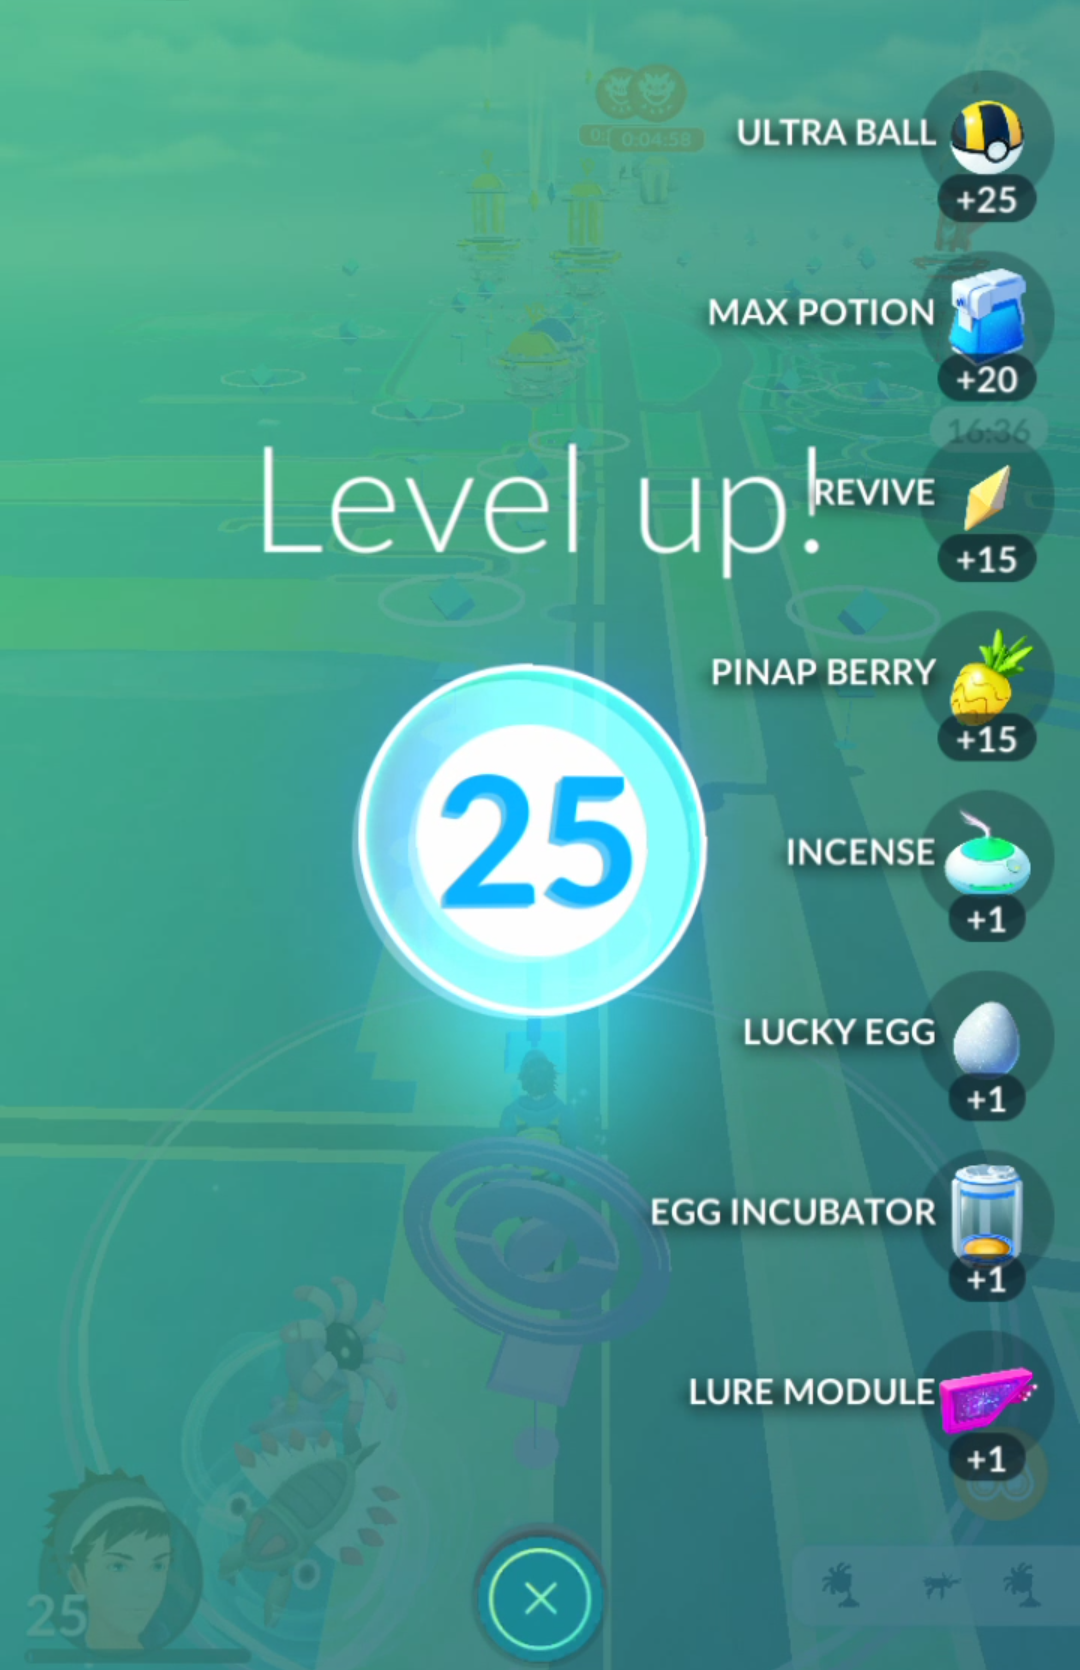 0:04:58
ULTRA BALL
+25
MAX POTION
+20
16:36
Level up!
REVIVE
+15
PINAP BERRY
+15
25
INCENSE
+1
LUCKY EGG
+1
EGG INCUBATOR
+1
LURE MODULE
+1
25